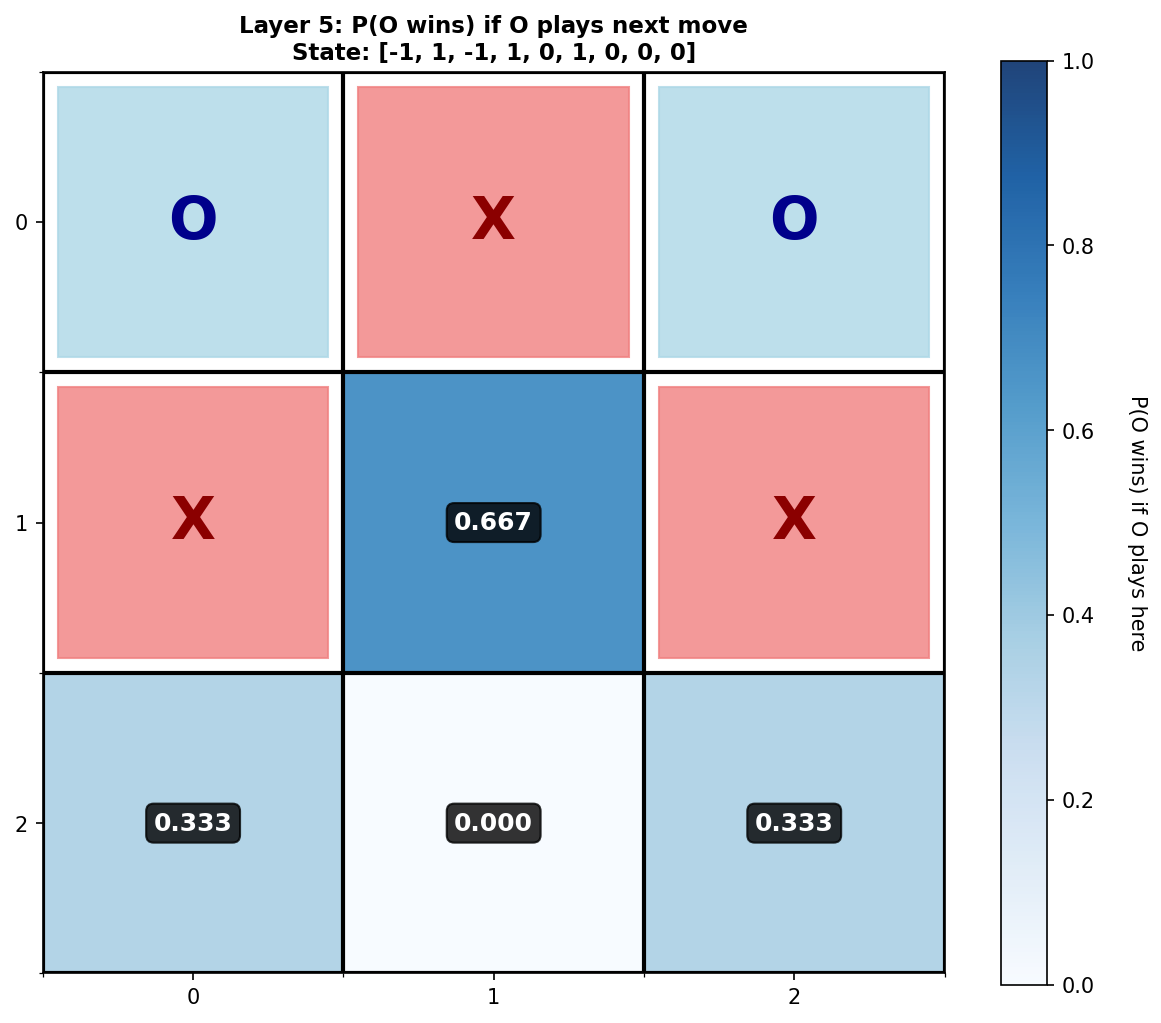 Layer 5: P(O wins) if O plays next move
State: [-1, 1, -1, 1, 0, 1, 0, 0, 0]
O
X
O
X
0.667
X
0.333
0.000
0.333
0
1
2
0
1
2
1.0
0.8
0.6
0.4
0.2
0.0
P(O wins) if O plays here